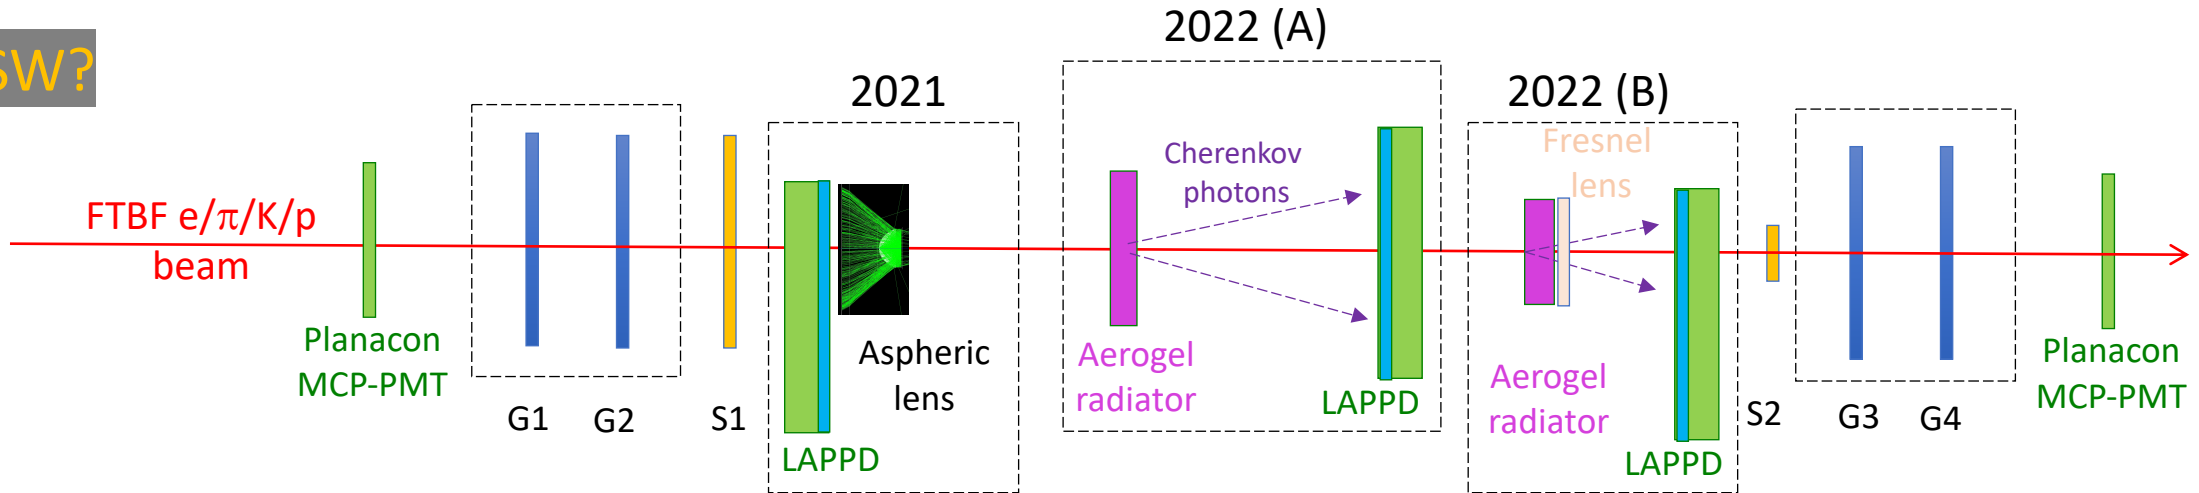 SW?
2022 (A)
2021
2022 (B)
FTBF e/π/K/p
beam
Planacon
MCP-PMT
G1
G2
S1
LAPPD
Aspheric
lens
Cherenkov
photons
Aerogel
radiator
LAPPD
Fresnel
lens
Aerogel
radiator
LAPPD
S2
G3
G4
Planacon
MCP-PMT